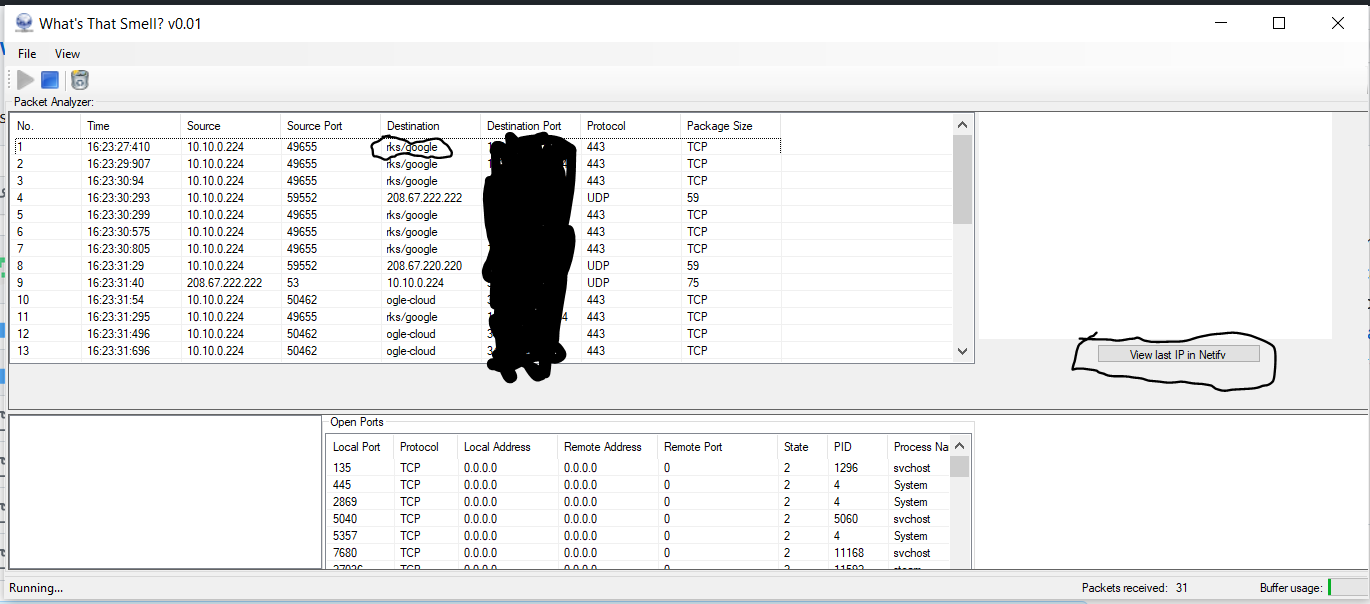 What's That Smell? v0.01
File View
Packet Analyzer:
No. Time Source Source Port Destination Destination Port Protocol Package Size
1 16:23:27:410 10.10.0.224 49655 rks/google 443 TCP
2 16:23:29:907 10.10.0.224 49655 rks/google 443 TCP
3 16:23:30:94 10.10.0.224 49655 rks/google 443 TCP
4 16:23:30:293 10.10.0.224 59552 208.67.222.222 UDP 59
5 16:23:30:299 10.10.0.224 49655 rks/google 443 TCP
6 16:23:30:575 10.10.0.224 49655 rks/google 443 TCP
7 16:23:30:805 10.10.0.224 49655 rks/google 443 TCP
8 16:23:31:29 10.10.0.224 59552 208.67.220.220 UDP 59
9 16:23:31:40 208.67.222.222 53 10.10.0.224 UDP 75
10 16:23:31:54 10.10.0.224 50462 ogle-cloud 443 TCP
11 16:23:31:295 10.10.0.224 49655 rks/google 443 TCP
12 16:23:31:496 10.10.0.224 50462 ogle-cloud 443 TCP
13 16:23:31:696 10.10.0.224 50462 ogle-cloud 443 TCP
View last IP in Netify
Open Ports
Local Port Protocol Local Address Remote Address Remote Port State PID Process Na
135 TCP 0.0.0.0 0.0.0.0 0 2 1296 svchost
445 TCP 0.0.0.0 0.0.0.0 0 2 4 System
2869 TCP 0.0.0.0 0.0.0.0 0 2 4 System
5040 TCP 0.0.0.0 0.0.0.0 0 2 5060 svchost
5357 TCP 0.0.0.0 0.0.0.0 0 2 4 System
7680 TCP 0.0.0.0 0.0.0.0 0 2 11168 svchost
TCP 0.0.0.0 0.0.0.0 0 2
Running... Packets received: 31 Buffer usage: